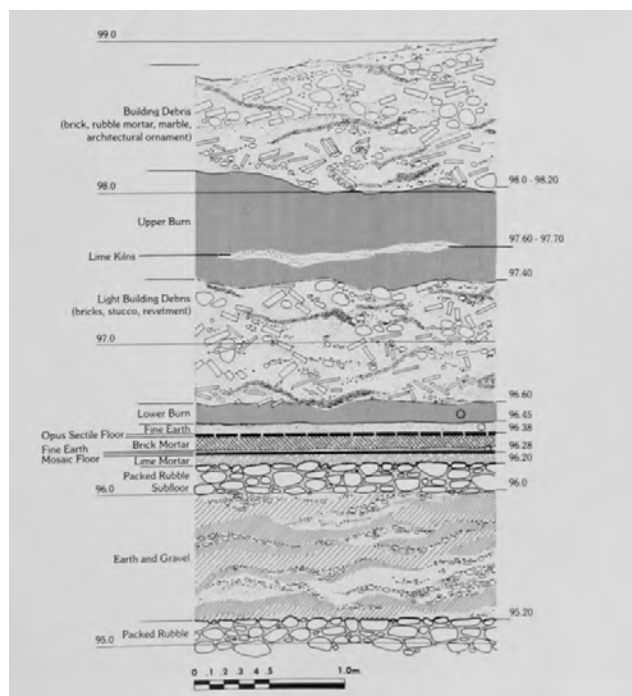 99.0
Building Debris
(brick, rubble mortar, marble,
architectural ornament)
98.0
98.0 - 98.20
Upper Burn
97.60 - 97.70
Lime Kilns
97.40
Light Building Debris
(bricks, stucco, revetment)
97.0
96.60
Lower Burn
96.45
Fine Earth
96.38
Opus Sectile Floor
Brick Mortar
96.28
Fine Earth
Mosaic Floor
96.20
Lime Mortar
Packed Rubble
Subfloor
96.0
96.0
Earth and Gravel
95.20
Packed Rubble
95.0
0 .1 .2 .3 .4 .5 1.0m.